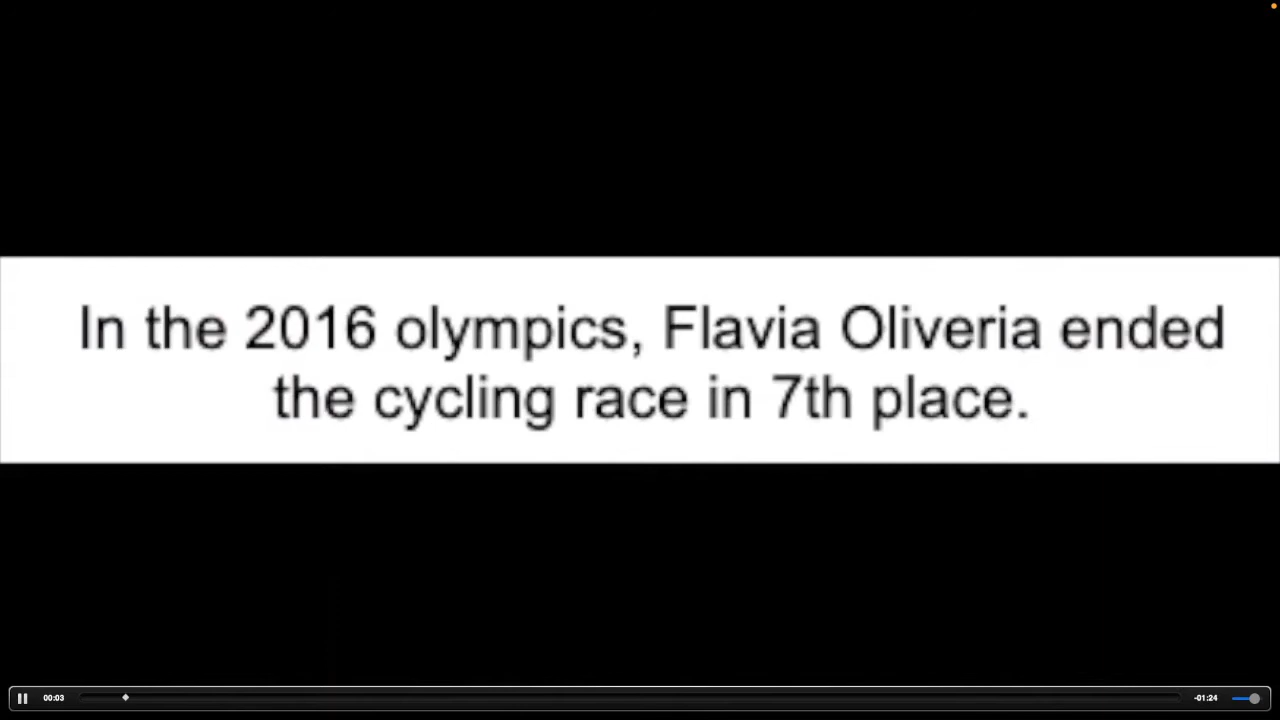 In the 2016 olympics, Flavia Oliveria ended
the cycling race in 7th place.
00:03
-01:24